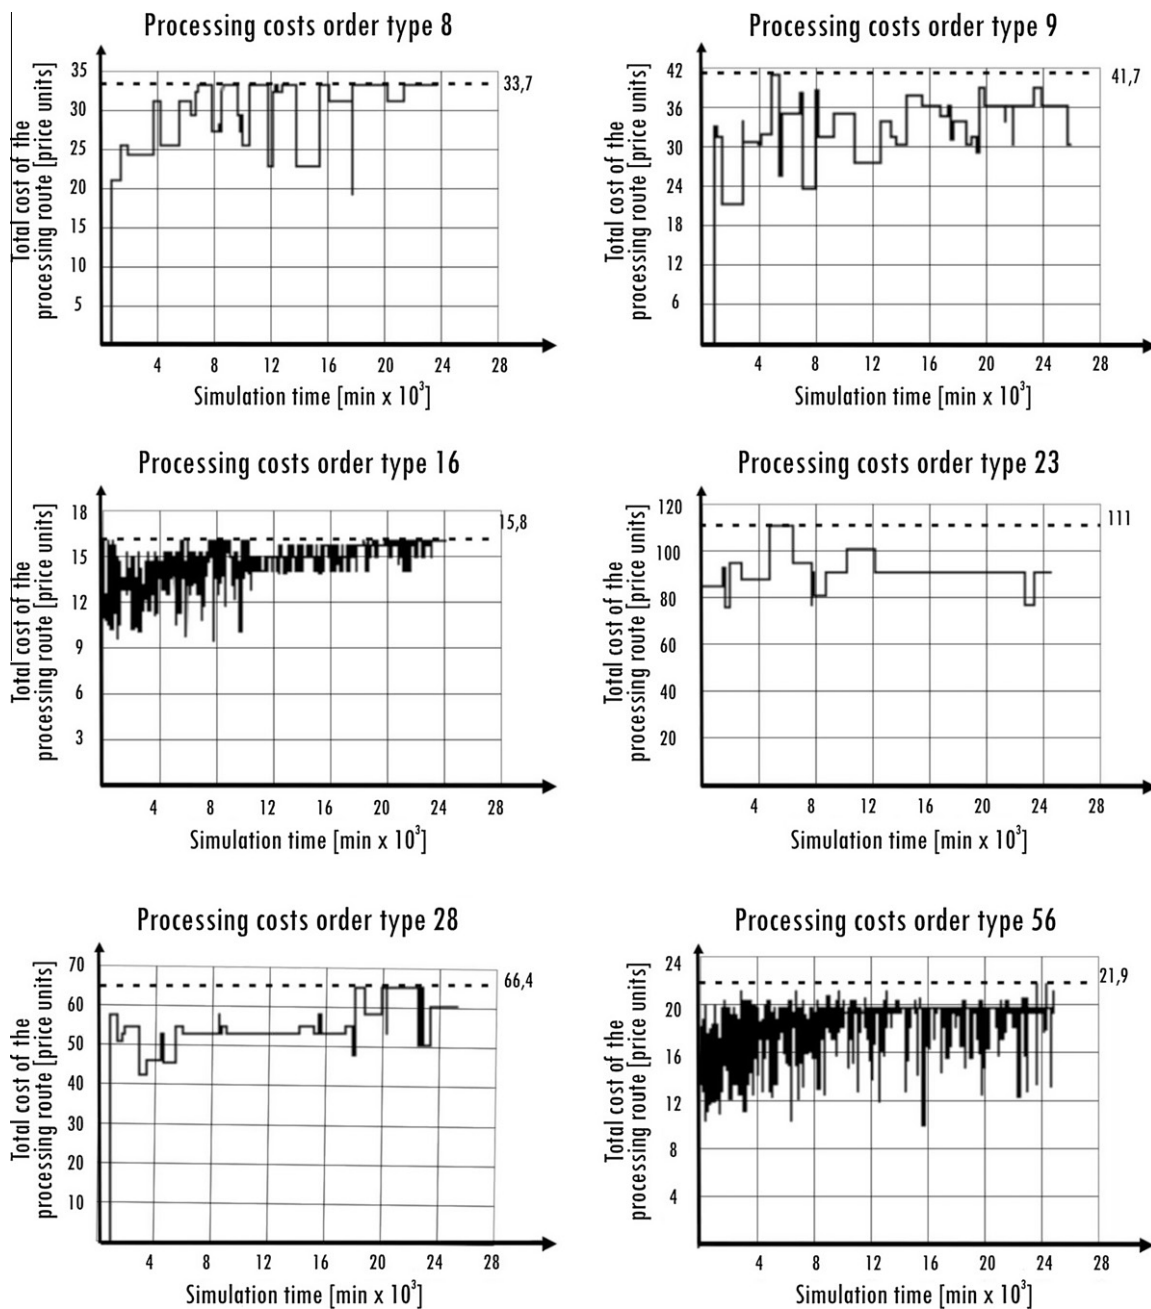 Processing costs order type 8
Total cost of the
processing route [price units]
35
30
25
20
15
10
5
33,7
4 8 12 16 20 24 28
Simulation time [min x 10³]
Processing costs order type 9
Total cost of the
processing route [price units]
42
36
30
24
18
12
6
41,7
4 8 12 16 20 24 28
Simulation time [min x 10³]
Processing costs order type 16
Total cost of the
processing route [price units]
18
15
12
9
6
3
15,8
4 8 12 16 20 24 28
Simulation time [min x 10³]
Processing costs order type 23
Total cost of the
processing route [price units]
120
100
80
60
40
20
111
4 8 12 16 20 24 28
Simulation time [min x 10³]
Processing costs order type 28
Total cost of the
processing route [price units]
70
60
50
40
30
20
10
66,4
4 8 12 16 20 24 28
Simulation time [min x 10³]
Processing costs order type 56
Total cost of the
processing route [price units]
24
20
16
12
8
4
21,9
4 8 12 16 20 24 28
Simulation time [min x 10³]